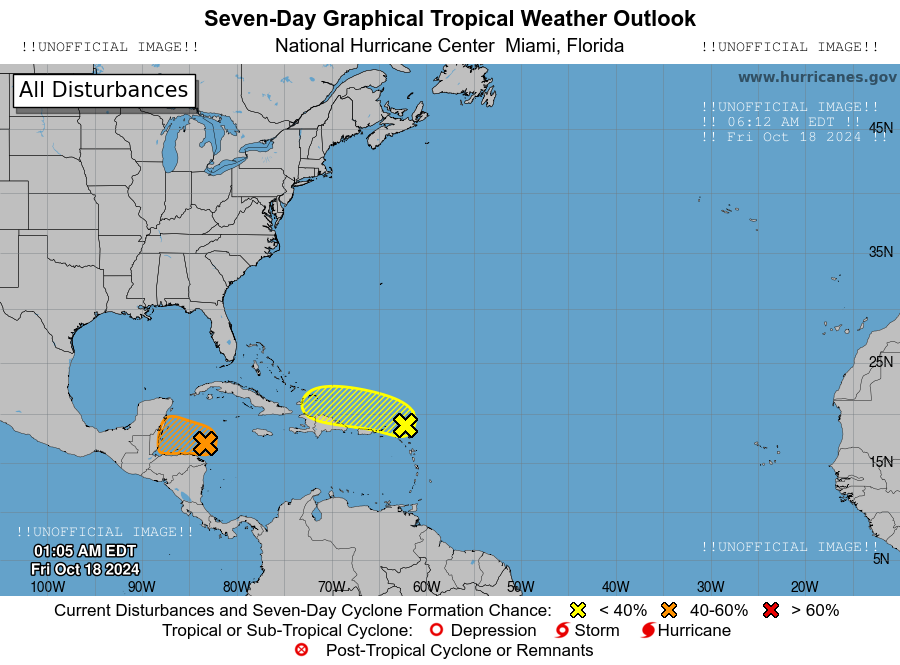 Seven-Day Graphical Tropical Weather Outlook
!!UNOFFICIAL IMAGE!! National Hurricane Center Miami, Florida !!UNOFFICIAL IMAGE!!
All Disturbances
www.hurricanes.gov
!!UNOFFICIAL IMAGE!!
!! 06:12 AM EDT !!
!! Fri Oct 18 2024 !!
45N
35N
25N
15N
!!UNOFFICIAL IMAGE!!
!!UNOFFICIAL IMAGE!!
01:05 AM EDT
Fri Oct 18 2024
5N
100W 90W 80W 70W 60W 50W 40W 30W 20W
Current Disturbances and Seven-Day Cyclone Formation Chance: < 40% 40-60% > 60%
Tropical or Sub-Tropical Cyclone: Depression Storm Hurricane
Post-Tropical Cyclone or Remnants